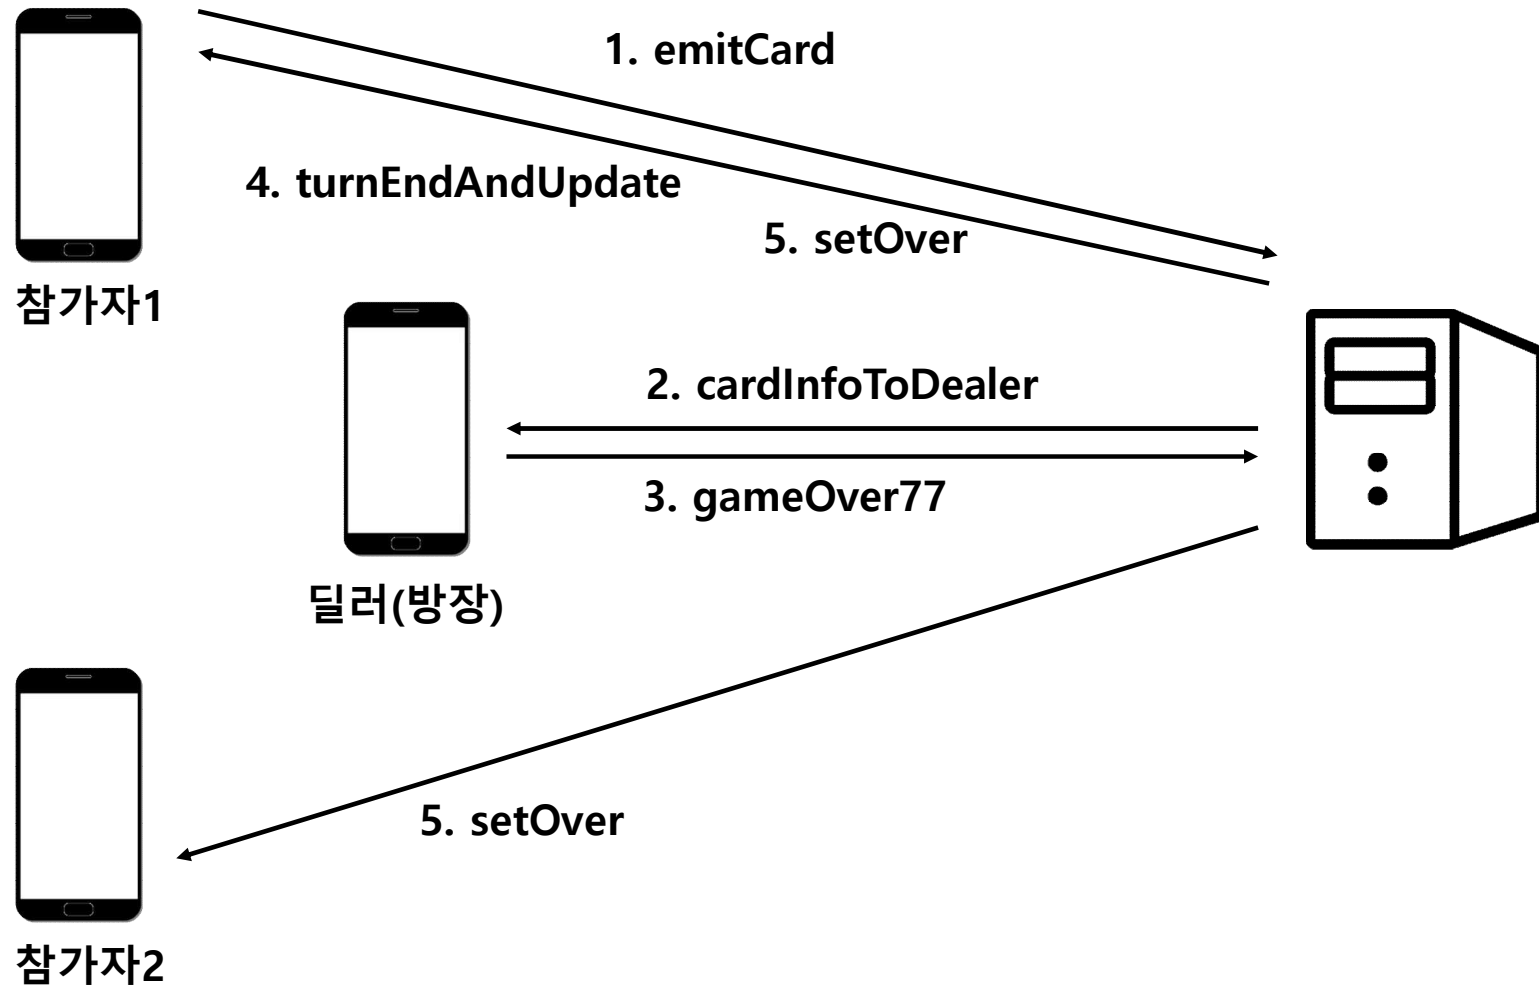 1. emitCard
4. turnEndAndUpdate
5. setOver
참가자1
2. cardInfoToDealer
3. gameOver77
딜러(방장)
5. setOver
참가자2